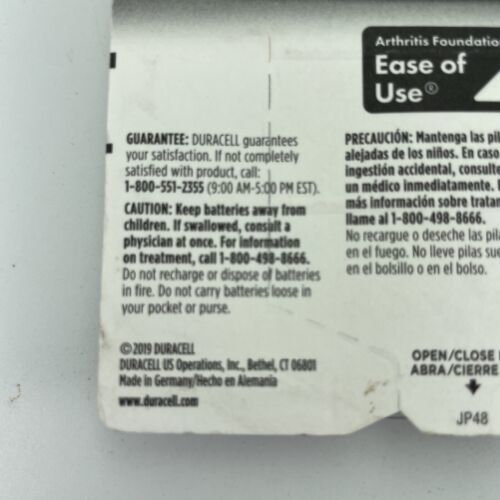 Arthritis Foundatio
Ease of
Use®
GUARANTEE: DURACELL guarantees
your satisfaction. If not completely
satisfied with product, call:
1-800-551-2355 (9:00 AM-5:00 PM EST).
CAUTION: Keep batteries away from
children. If swallowed, consult a
physician at once. For information
on treatment, call 1-800-498-8666.
Do not recharge or dispose of batteries
in fire. Do not carry batteries loose in
your pocket or purse.
PRECAUCIÓN: Mantenga las pil
alejadas de los niños. En caso
ingestión accidental, consulte
un médico inmediatamente.
más información sobre tratar
llame al 1-800-498-8666.
No recargue o deseche las pila
en el fuego. No lleve pilas sue
en el bolsillo o en el bolso.
©2019 DURACELL
DURACELL US Operations, Inc., Bethel, CT 06801
Made in Germany/Hecho en Alemania
www.duracell.com
OPEN/CLOSE
ABRA/CIERRE
JP48